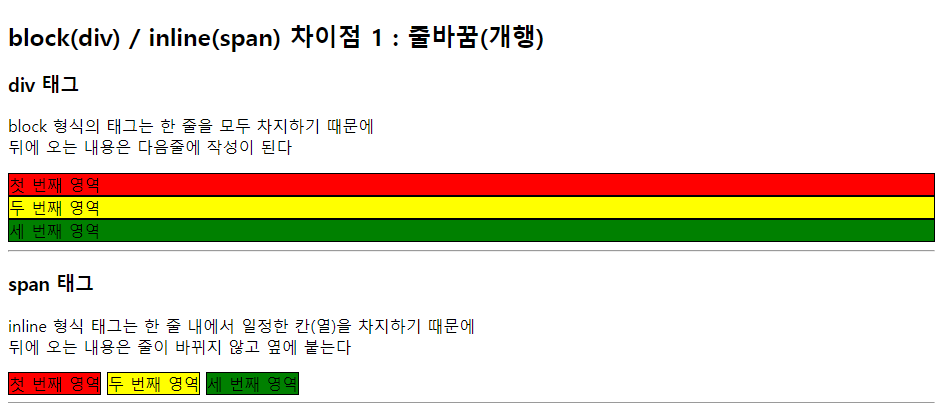 block(div) / inline(span) 차이점 1 : 줄바꿈(개행)
div 태그
block 형식의 태그는 한 줄을 모두 차지하기 때문에
뒤에 오는 내용은 다음줄에 작성이 된다
첫 번째 영역
두 번째 영역
세 번째 영역
span 태그
inline 형식 태그는 한 줄 내에서 일정한 칸(열)을 차지하기 때문에
뒤에 오는 내용은 줄이 바뀌지 않고 옆에 붙는다
첫 번째 영역 두 번째 영역 세 번째 영역